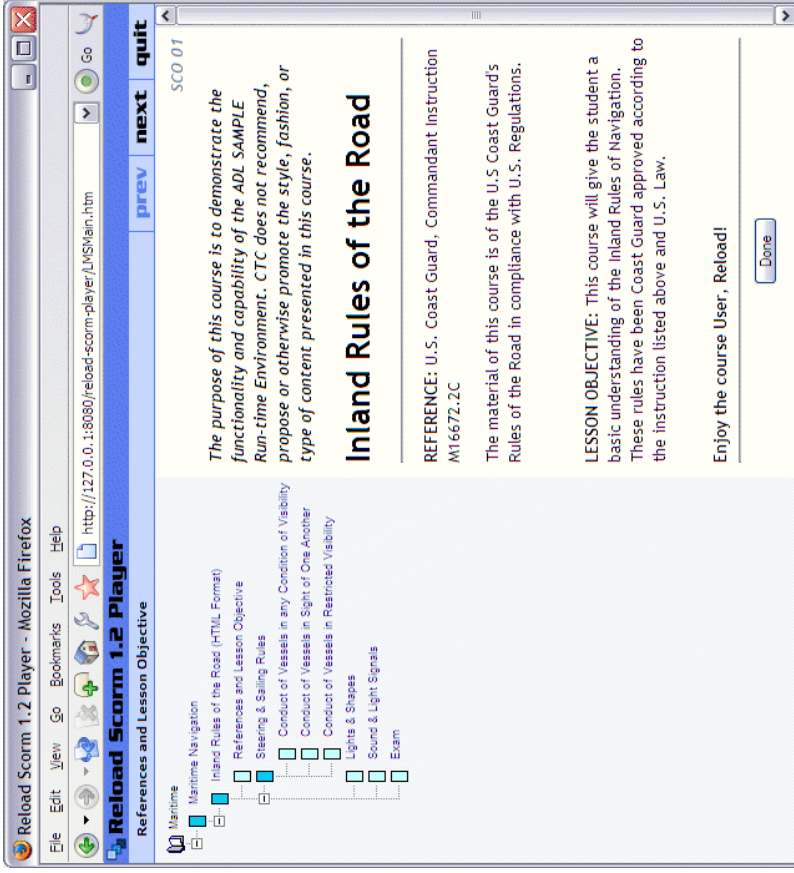 Reload Scorm 1.2 Player - Mozilla Firefox
File Edit View Go Bookmarks Tools Help
http://127.0.0.1:8080/reload-scorm-player/LMSMain.htm Go
Reload Scorm 1.2 Player
References and Lesson Objective prev next quit
Maritime
Maritime Navigation
Inland Rules of the Road (HTML Format)
References and Lesson Objective
Steering & Sailing Rules
Conduct of Vessels in any Condition of Visibility
Conduct of Vessels in Sight of One Another
Conduct of Vessels in Restricted Visibility
Lights & Shapes
Sound & Light Signals
Exam
SCO 01
The purpose of this course is to demonstrate the
functionality and capability of the ADL SAMPLE
Run-time Environment. CTC does not recommend,
propose or otherwise promote the style, fashion, or
type of content presented in this course.
Inland Rules of the Road
REFERENCE: U.S. Coast Guard, Commandant Instruction
M16672.2C
The material of this course is of the U.S Coast Guard's
Rules of the Road in compliance with U.S. Regulations.
LESSON OBJECTIVE: This course will give the student a
basic understanding of the Inland Rules of Navigation.
These rules have been Coast Guard approved according to
the instruction listed above and U.S. Law.
Enjoy the course User, Reload!
Done